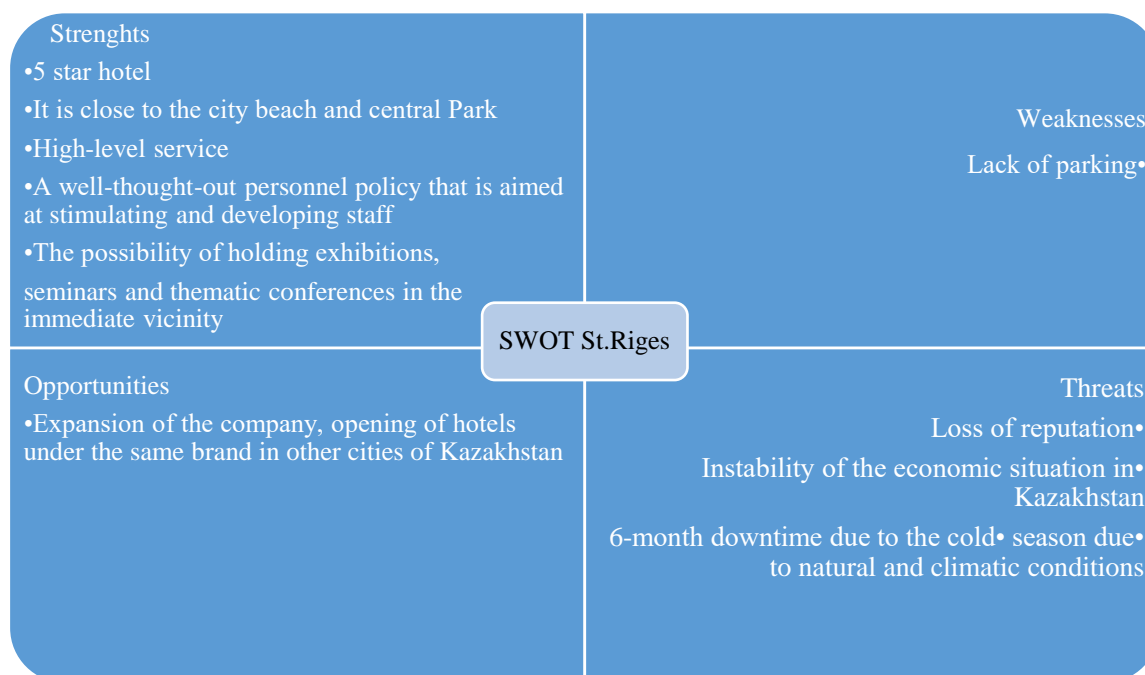 Strenghts
•5 star hotel
•It is close to the city beach and central Park
•High-level service
•A well-thought-out personnel policy that is aimed
at stimulating and developing staff
•The possibility of holding exhibitions,
seminars and thematic conferences in the
immediate vicinity
Weaknesses
Lack of parking•
SWOT St.Riges
Opportunities
•Expansion of the company, opening of hotels
under the same brand in other cities of Kazakhstan
Threats
Loss of reputation•
Instability of the economic situation in•
Kazakhstan
6-month downtime due to the cold• season due•
to natural and climatic conditions